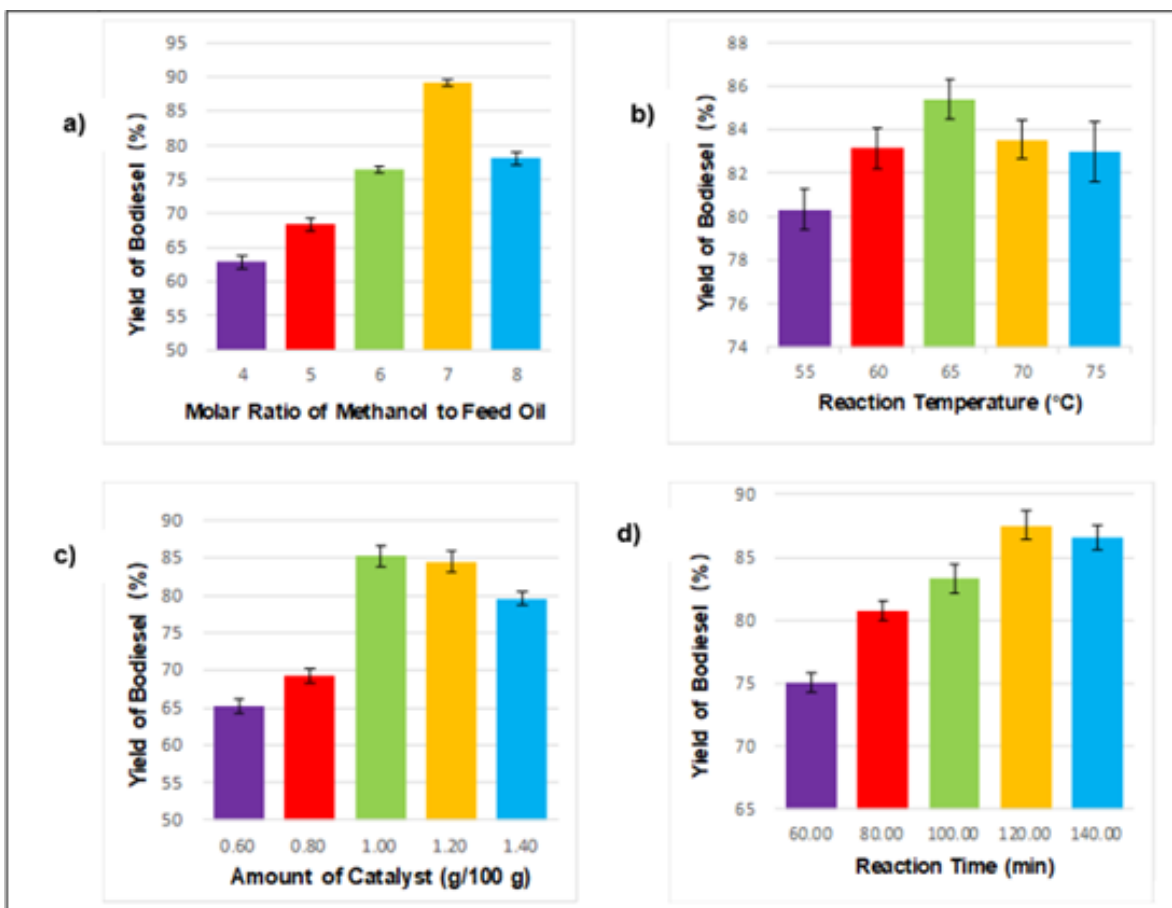 a)
Yield of Bodiesel (%)
95
90
85
80
75
70
65
60
55
50
4 5 6 7 8
Molar Ratio of Methanol to Feed Oil
b)
Yield of Bodiesel (%)
88
86
84
82
80
78
76
74
55 60 65 70 75
Reaction Temperature (°C)
c)
Yield of Bodiesel (%)
90
85
80
75
70
65
60
55
50
0.60 0.80 1.00 1.20 1.40
Amount of Catalyst (g/100 g)
d)
Yield of Bodiesel (%)
90
85
80
75
70
65
60.00 80.00 100.00 120.00 140.00
Reaction Time (min)